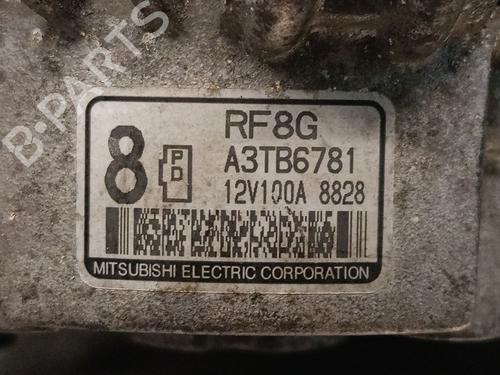 B-PARTS
8
P
D
RF8G
A3TB6781
12V100A 8828
MITSUBISHI ELECTRIC CORPORATION